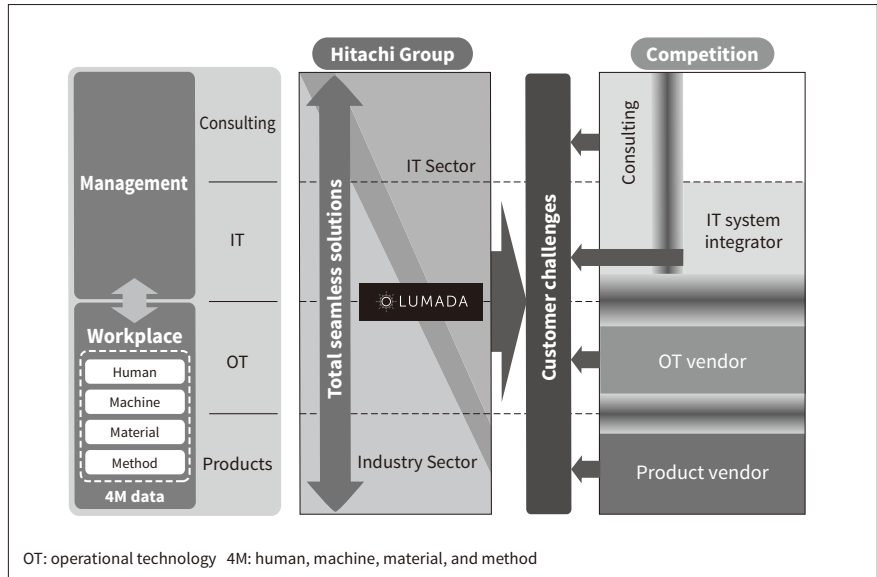 Hitachi Group
Competition
Management
Workplace
Human
Machine
Material
Method
4M data
Consulting
IT
OT
Products
Total seamless solutions
IT Sector
LUMADA
Industry Sector
Customer challenges
Consulting
IT system
integrator
OT vendor
Product vendor
OT: operational technology 4M: human, machine, material, and method